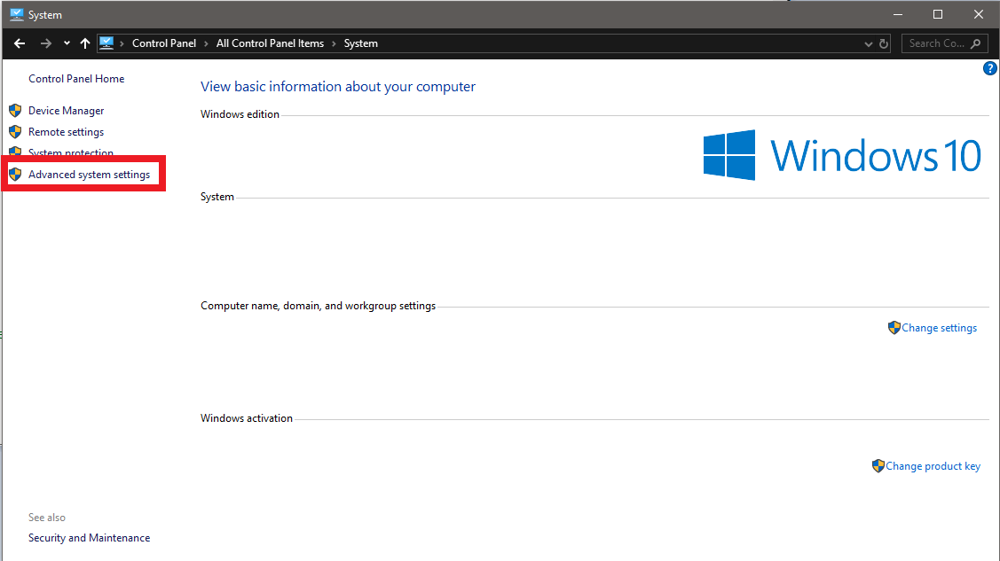 System
Control Panel > All Control Panel Items > System
Search Co...
?
Control Panel Home
Device Manager
Remote settings
System protection
Advanced system settings
View basic information about your computer
Windows edition
Windows 10
System
Computer name, domain, and workgroup settings
Change settings
Windows activation
Change product key
See also
Security and Maintenance